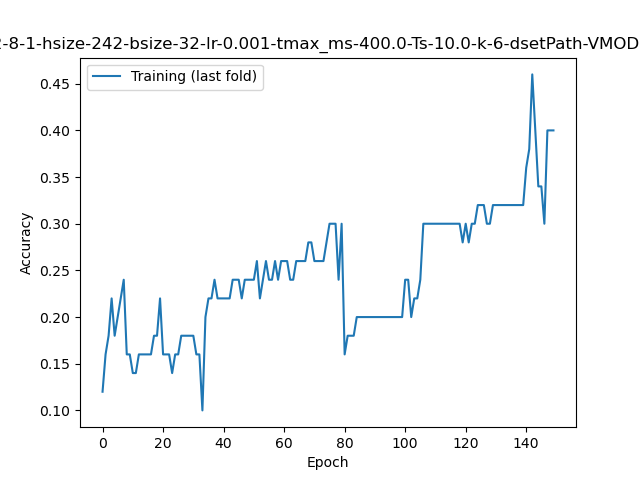 -8-1-hsize-242-bsize-32-lr-0.001-tmax_ms-400.0-Ts-10.0-k-6-dsetPath-VMOD
Training (last fold)
0.45
0.40
0.35
0.30
0.25
0.20
0.15
0.10
Accuracy
0 20 40 60 80 100 120 140
Epoch